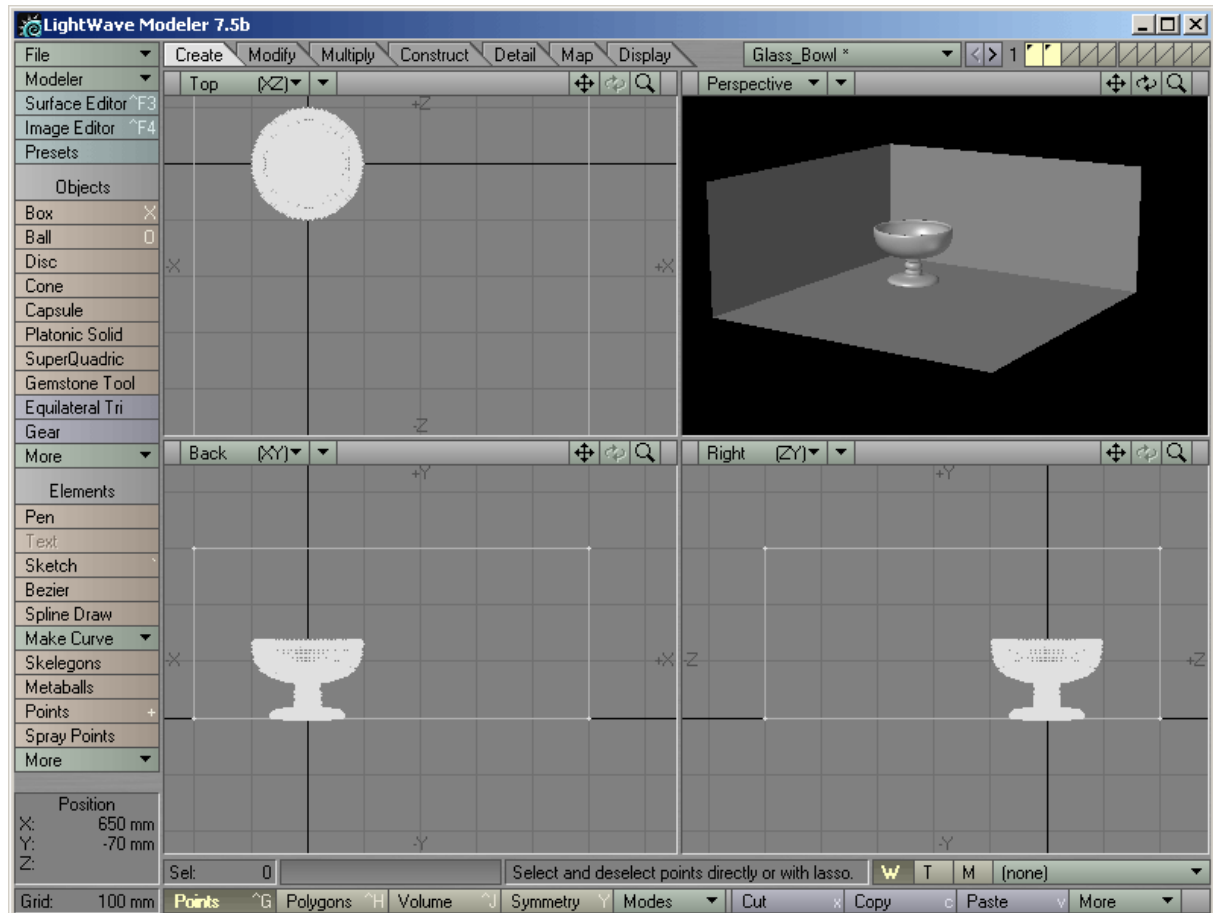 LightWave Modeler 7.5b
File
Create Modify Multiply Construct Detail Map Display Glass_Bowl * 1
Modeler
Surface Editor ^F3
Image Editor ^F4
Presets
Objects
Box X
Ball O
Disc
Cone
Capsule
Platonic Solid
SuperQuadric
Gemstone Tool
Equilateral Tri
Gear
More
Elements
Pen
Text
Sketch `
Bezier
Spline Draw
Make Curve
Skelegons
Metaballs
Points +
Spray Points
More
Position
X: 650 mm
Y: -70 mm
Z:
Grid: 100 mm
Top (XZ)
+Z
-X +X
-Z
Perspective
Back (XY)
+Y
-X +X
-Y
Right (ZY)
+Y
-Z +Z
-Y
Sel: 0 Select and deselect points directly or with lasso. W T M (none)
Points ^G Polygons ^H Volume ^J Symmetry Y Modes Cut x Copy c Paste v More